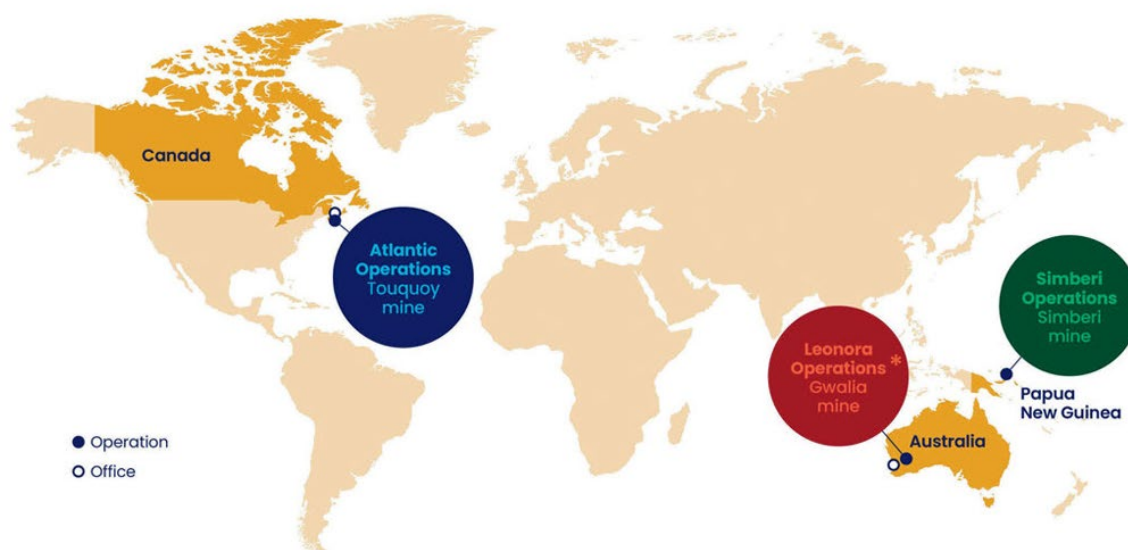 Canada
Atlantic
Operations
Touquoy
mine
Simberi
Operations
Simberi
mine
Leonora
Operations*
Gwalia
mine
Papua
New Guinea
Australia
Operation
Office